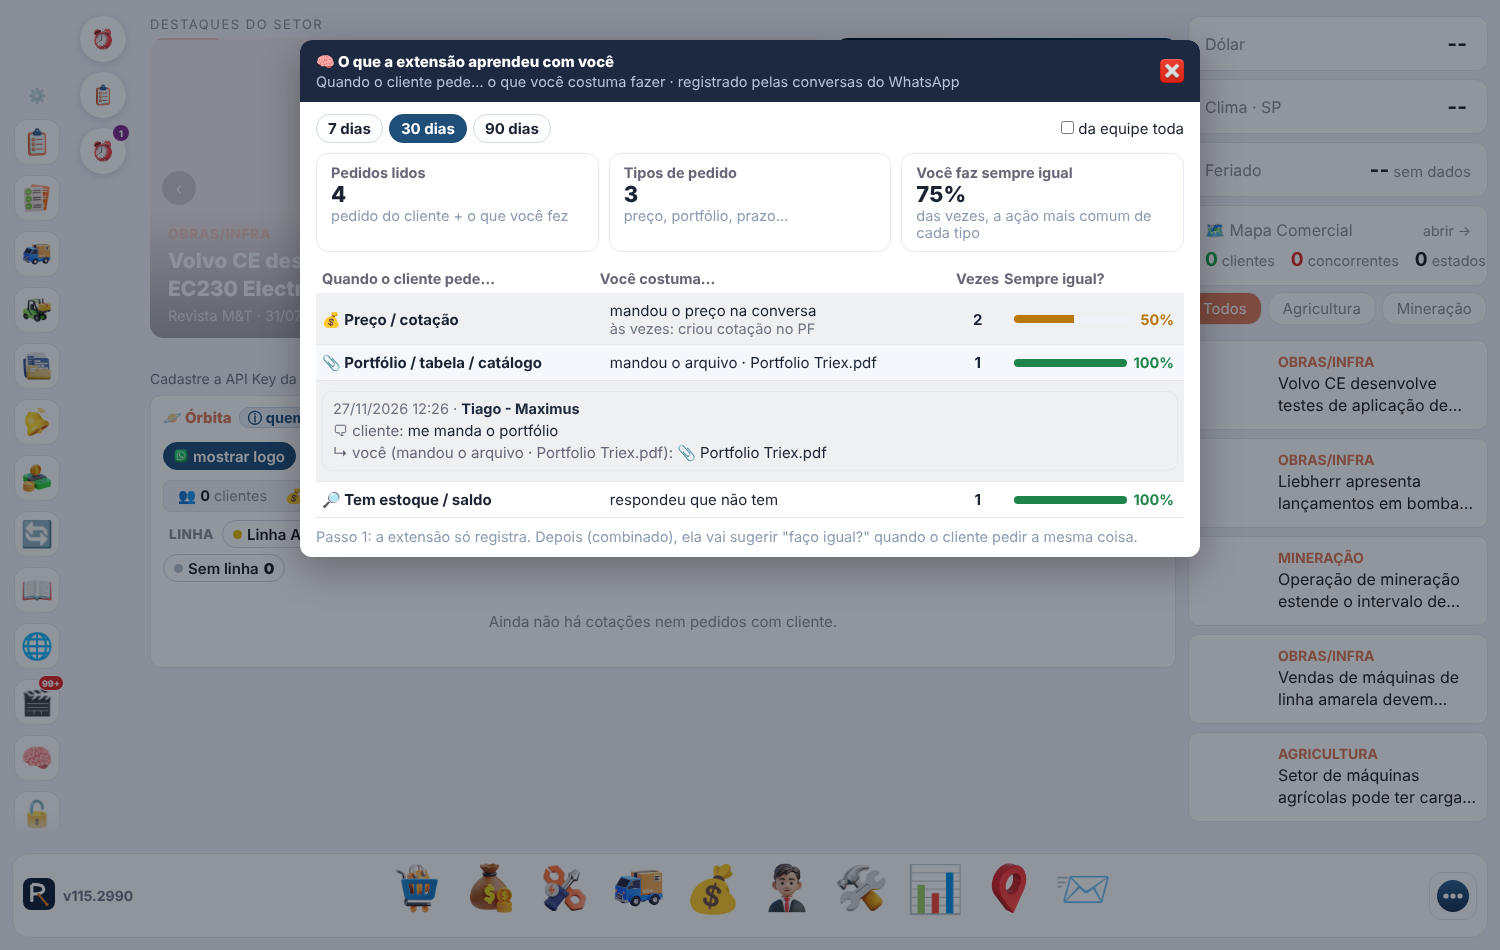 DESTAQUES DO SETOR
🧠 O que a extensão aprendeu com você
Quando o cliente pede... o que você costuma fazer · registrado pelas conversas do WhatsApp
7 dias
30 dias
90 dias
da equipe toda
Pedidos lidos
4
pedido do cliente + o que você fez
Tipos de pedido
3
preço, portfólio, prazo...
Você faz sempre igual
75%
das vezes, a ação mais comum de
cada tipo
Quando o cliente pede... Você costuma... Vezes Sempre igual?
💰 Preço / cotação
mandou o preço na conversa
às vezes: criou cotação no PF
2
50%
📎 Portfólio / tabela / catálogo
mandou o arquivo · Portfolio Triex.pdf
1
100%
27/11/2026 12:26 · Tiago - Maximus
🗨 cliente: me manda o portfólio
↪ você (mandou o arquivo · Portfolio Triex.pdf): 📎 Portfolio Triex.pdf
🔎 Tem estoque / saldo
respondeu que não tem
1
100%
Passo 1: a extensão só registra. Depois (combinado), ela vai sugerir "faço igual?" quando o cliente pedir a mesma coisa.
1
99+
OBRAS/INFRA
Volvo CE des
EC230 Electr
Revista M&T · 31/07
Cadastre a API Key da
🪐 Órbita
ⓘ quem
mostrar logo
👥 0 clientes
LINHA
Linha A
Sem linha 0
Ainda não há cotações nem pedidos com cliente.
Dólar --
Clima · SP --
Feriado -- sem dados
🗺️ Mapa Comercial abrir →
0 clientes 0 concorrentes 0 estados
Todos
Agricultura
Mineração
OBRAS/INFRA
Volvo CE desenvolve
testes de aplicação de...
OBRAS/INFRA
Liebherr apresenta
lançamentos em bomba...
MINERAÇÃO
Operação de mineração
estende o intervalo de...
OBRAS/INFRA
Vendas de máquinas de
linha amarela devem...
AGRICULTURA
Setor de máquinas
agrícolas pode ter carga...
R v115.2990